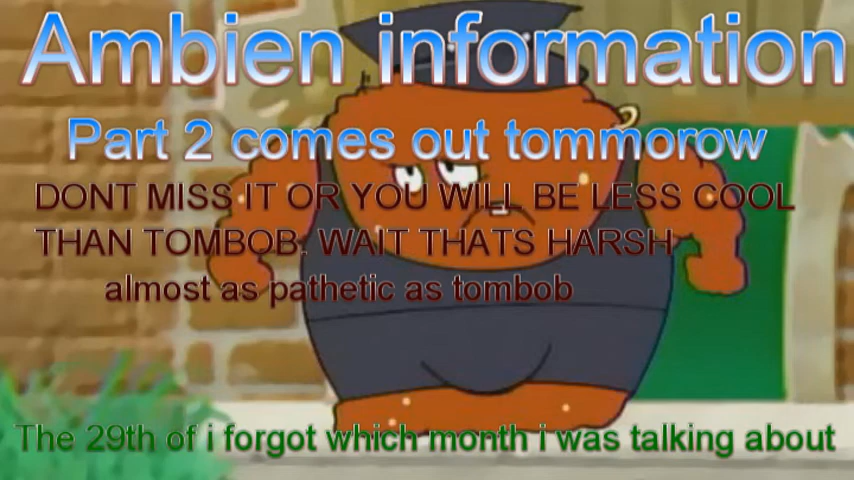 Ambien information
Part 2 comes out tommorow
DONT MISS IT OR YOU WILL BE LESS COOL
THAN TOMBOB. WAIT THATS HARSH
almost as pathetic as tombob
The 29th of i forgot which month i was talking about